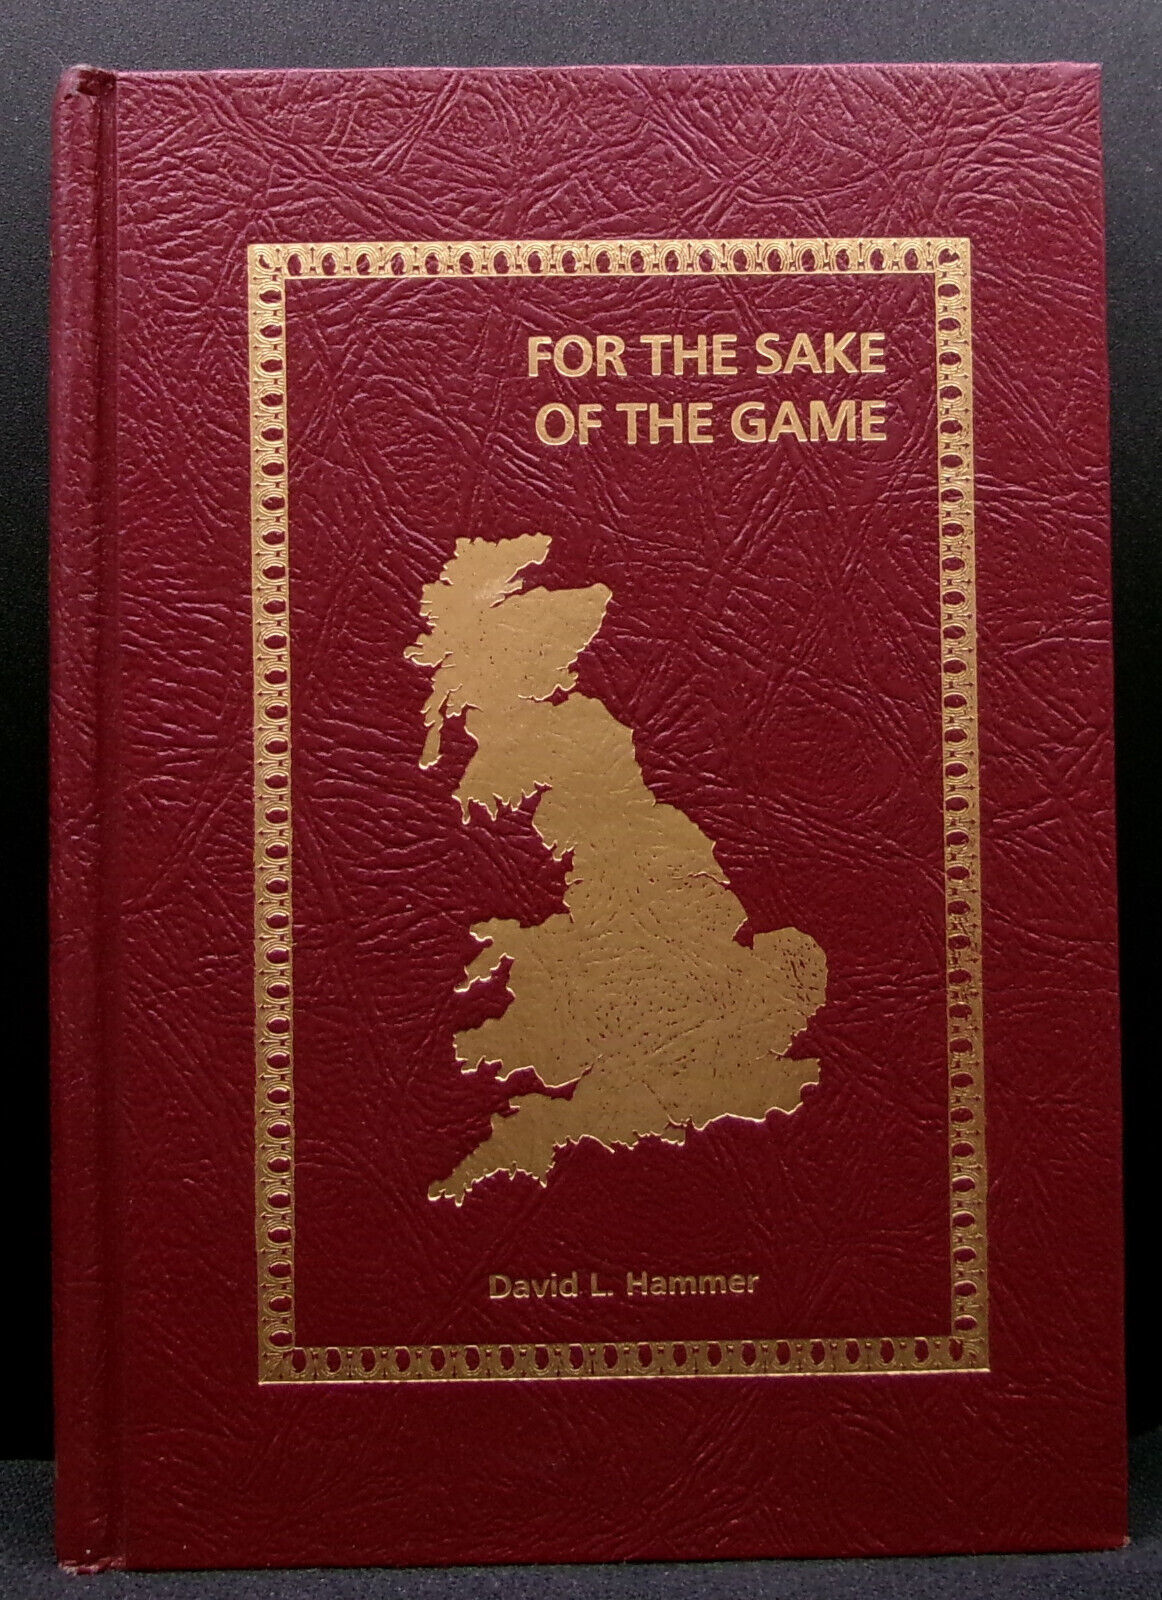 FOR THE SAKE
OF THE GAME
David L. Hammer